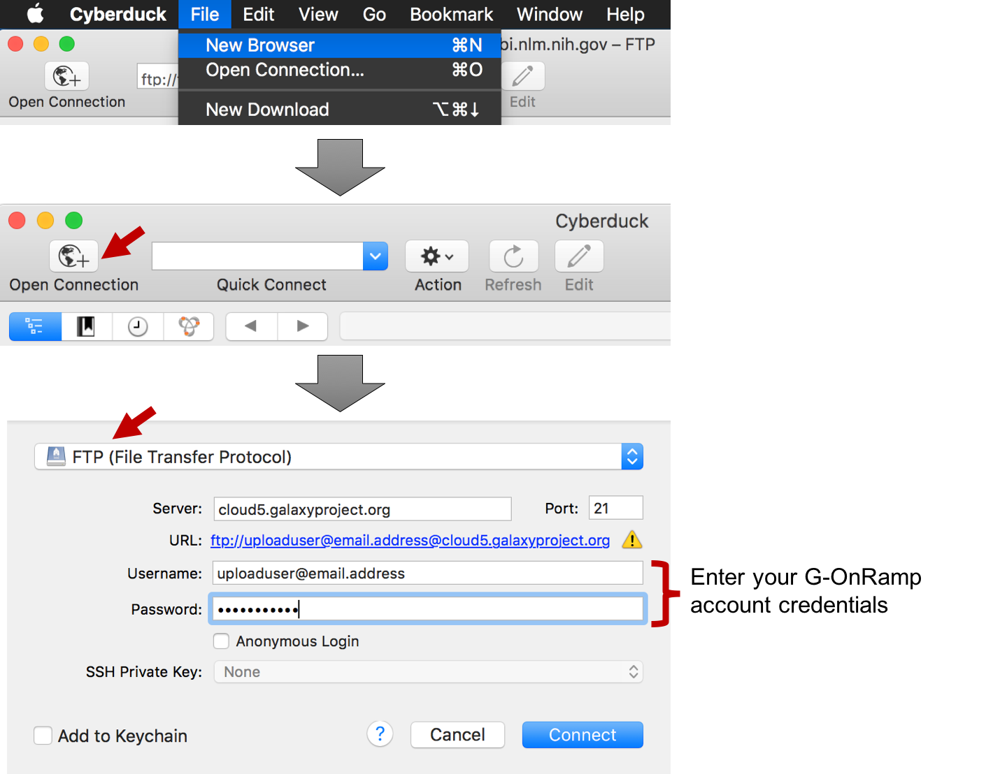 Cyberduck File Edit View Go Bookmark Window Help
New Browser ⌘N
bi.nlm.nih.gov – FTP
Open Connection... ⌘O
ftp://
Open Connection
Edit
New Download ⌥⌘↓
Cyberduck
Open Connection
Quick Connect
Action
Refresh
Edit
FTP (File Transfer Protocol)
Server: cloud5.galaxyproject.org Port: 21
URL: ftp://uploaduser@email.address@cloud5.galaxyproject.org
Username: uploaduser@email.address
Password: •••••••••••
Enter your G-OnRamp
account credentials
Anonymous Login
SSH Private Key: None
Add to Keychain
? Cancel Connect